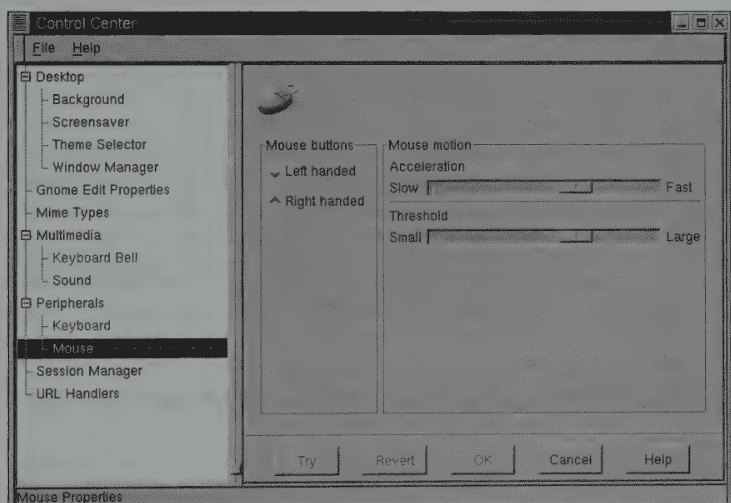 Control Center
File Help
Desktop
Background
Screensaver
Theme Selector
Window Manager
Gnome Edit Properties
Mime Types
Multimedia
Keyboard Bell
Sound
Peripherals
Keyboard
Mouse
Session Manager
URL Handlers
Mouse buttons
Left handed
Right handed
Mouse motion
Acceleration
Slow Fast
Threshold
Small Large
Try Revert OK Cancel Help
Mouse Properties